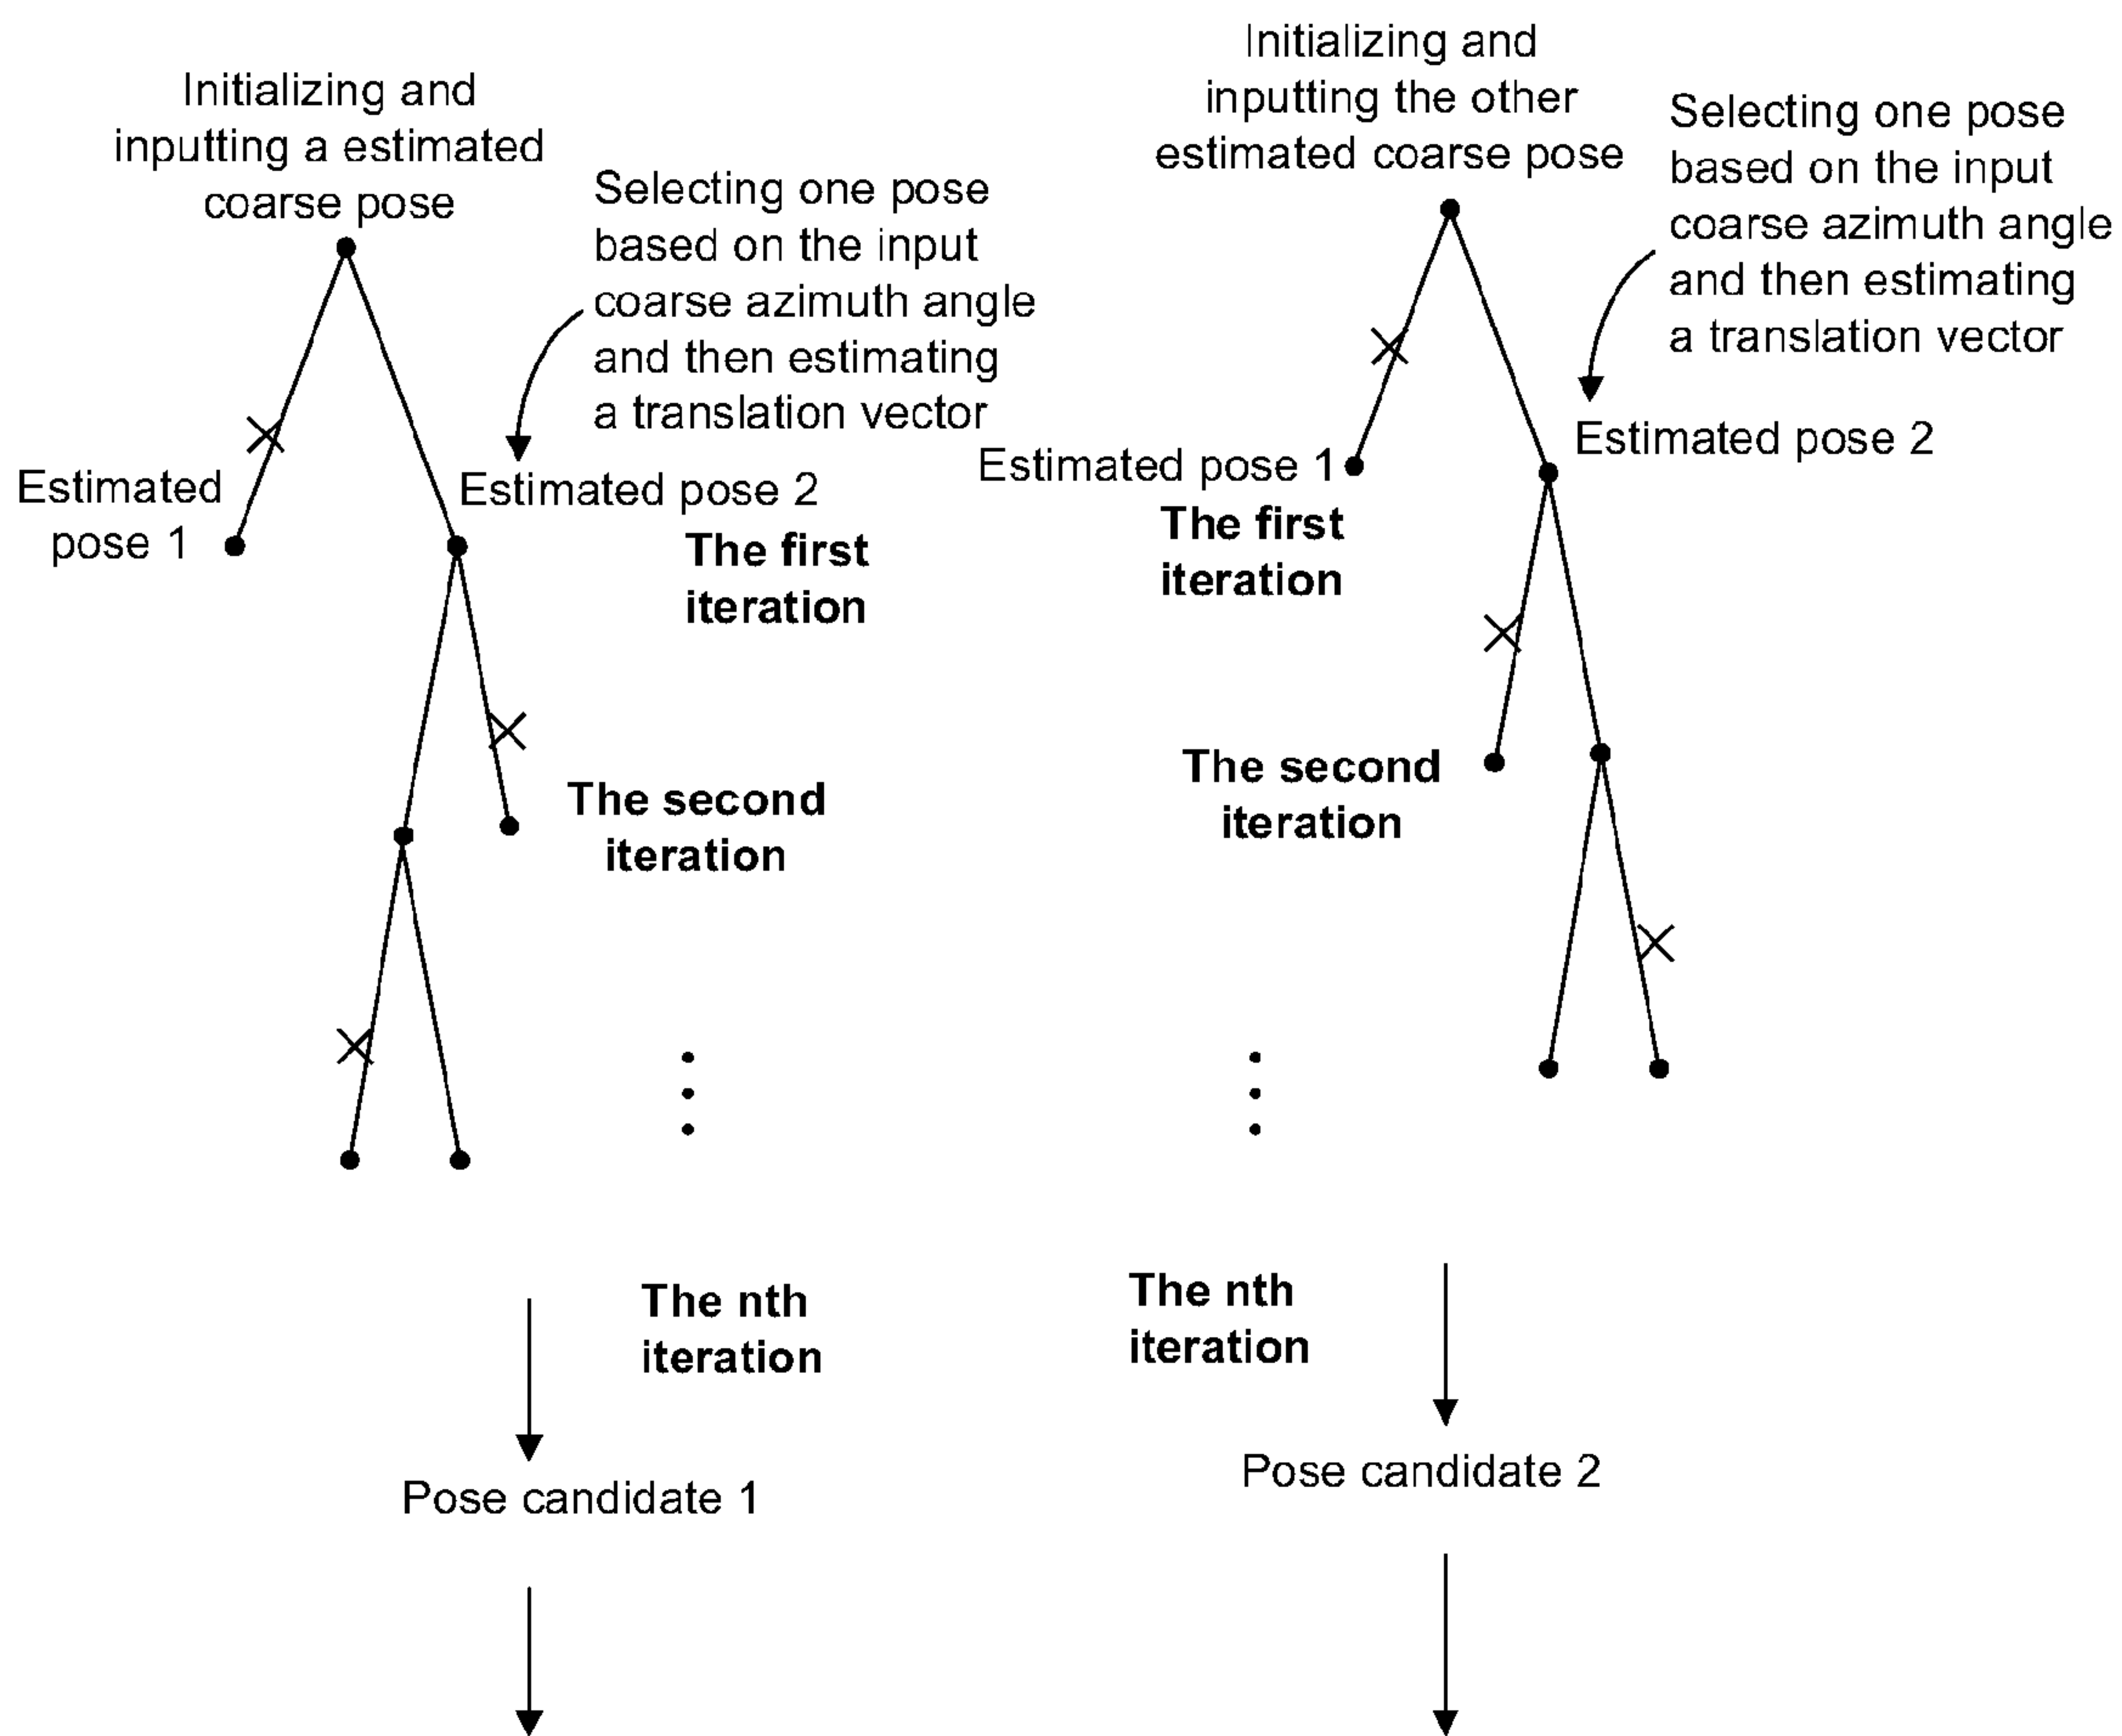 Initializing and
inputting a estimated
coarse pose
Selecting one pose
based on the input
coarse azimuth angle
and then estimating
a translation vector
Estimated
pose 1
Estimated pose 2
The first
iteration
The second
iteration
The nth
iteration
Pose candidate 1
Initializing and
inputting the other
estimated coarse pose
Selecting one pose
based on the input
coarse azimuth angle
and then estimating
a translation vector
Estimated pose 1
Estimated pose 2
The first
iteration
The second
iteration
The nth
iteration
Pose candidate 2